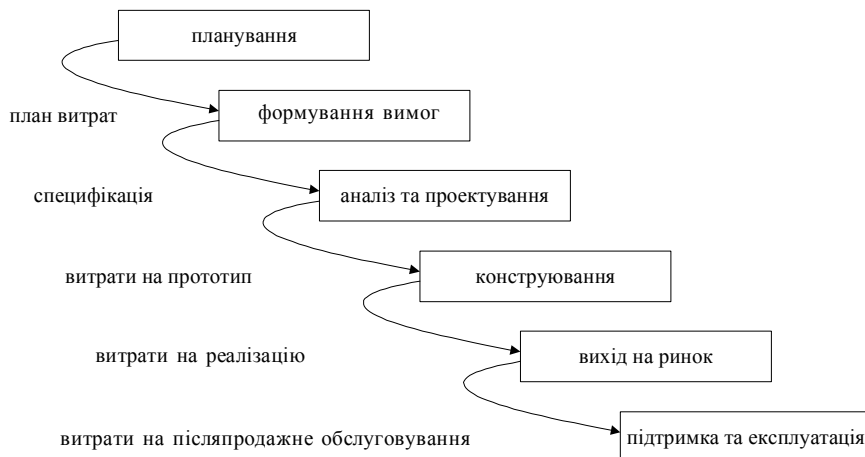 планування
план витрат
формування вимог
специфікація
аналіз та проектування
витрати на прототип
конструювання
витрати на реалізацію
вихід на ринок
витрати на післяпродажне обслуговування
підтримка та експлуатація